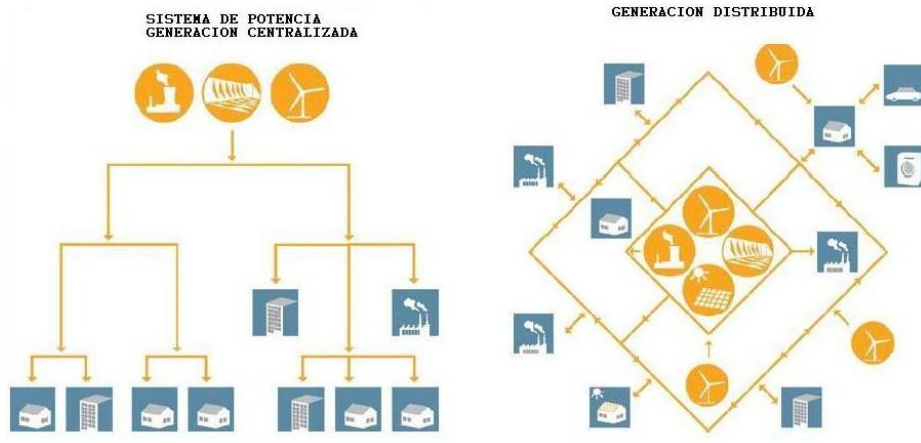 SISTEMA DE POTENCIA
GENERACION CENTRALIZADA
GENERACION DISTRIBUIDA